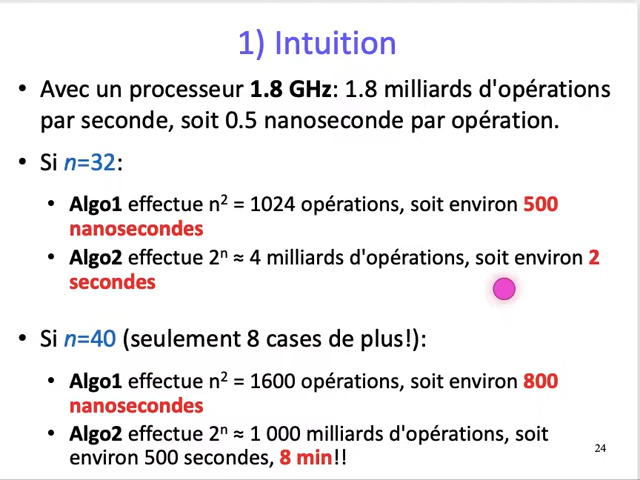 1) Intuition
• Avec un processeur 1.8 GHz: 1.8 milliards d'opérations
par seconde, soit 0.5 nanoseconde par opération.
• Si n=32:
• Algo1 effectue n² = 1024 opérations, soit environ 500
nanosecondes
• Algo2 effectue 2ⁿ ≈ 4 milliards d'opérations, soit environ 2
secondes
• Si n=40 (seulement 8 cases de plus!):
• Algo1 effectue n² = 1600 opérations, soit environ 800
nanosecondes
• Algo2 effectue 2ⁿ ≈ 1 000 milliards d'opérations, soit
environ 500 secondes, 8 min!!
24